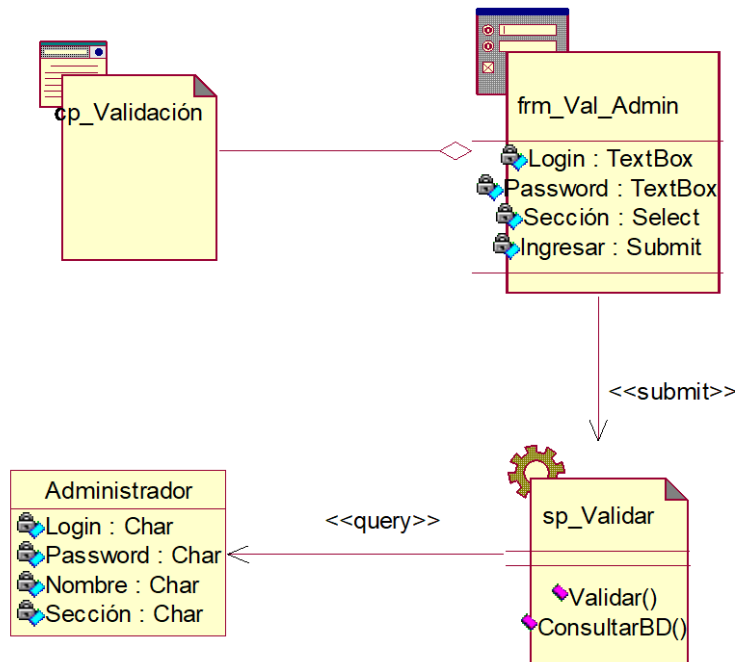 cp_Validación
frm_Val_Admin
Login : TextBox
Password : TextBox
Sección : Select
Ingresar : Submit
<<submit>>
Administrador
Login : Char
Password : Char
Nombre : Char
Sección : Char
<<query>>
sp_Validar
Validar()
ConsultarBD()